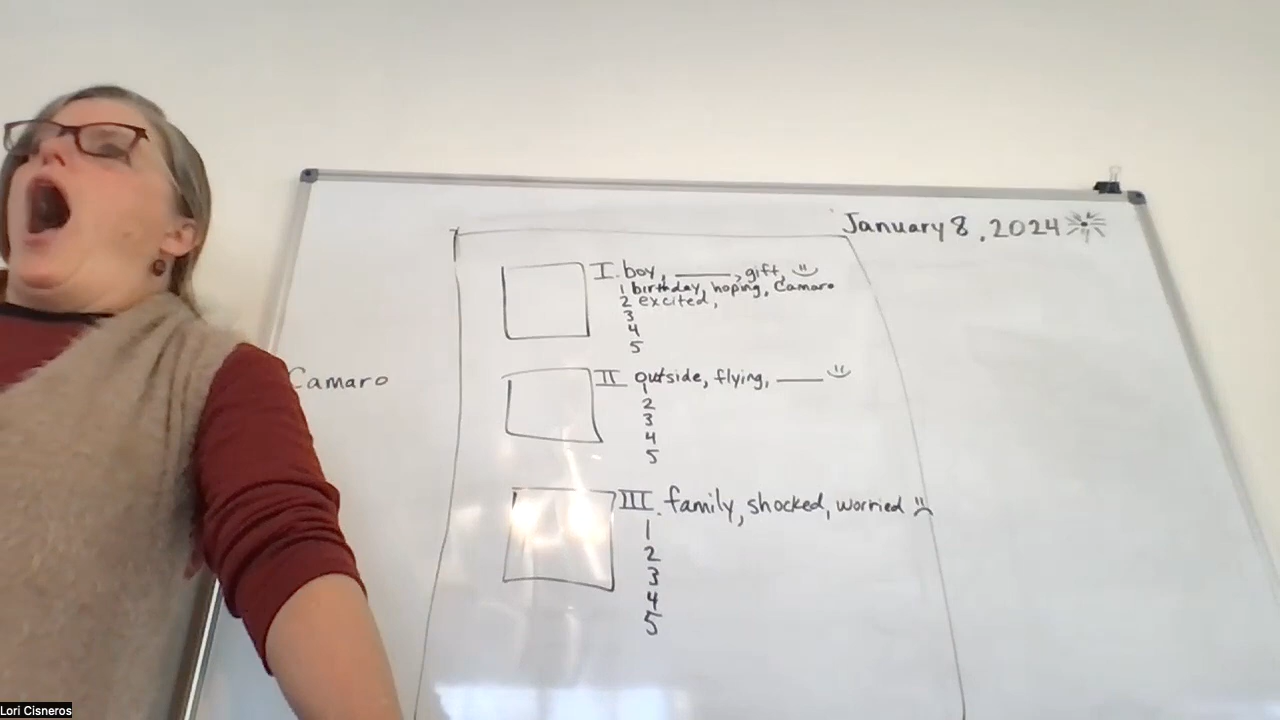 January 8, 2024
I. boy, ____, gift, :)
1 birthday, hoping, Camaro
2 excited,
3
4
5
Camaro
II outside, flying, ____ :)
1
2
3
4
5
III. family, shocked, worried :(
1
2
3
4
5
Lori Cisneros